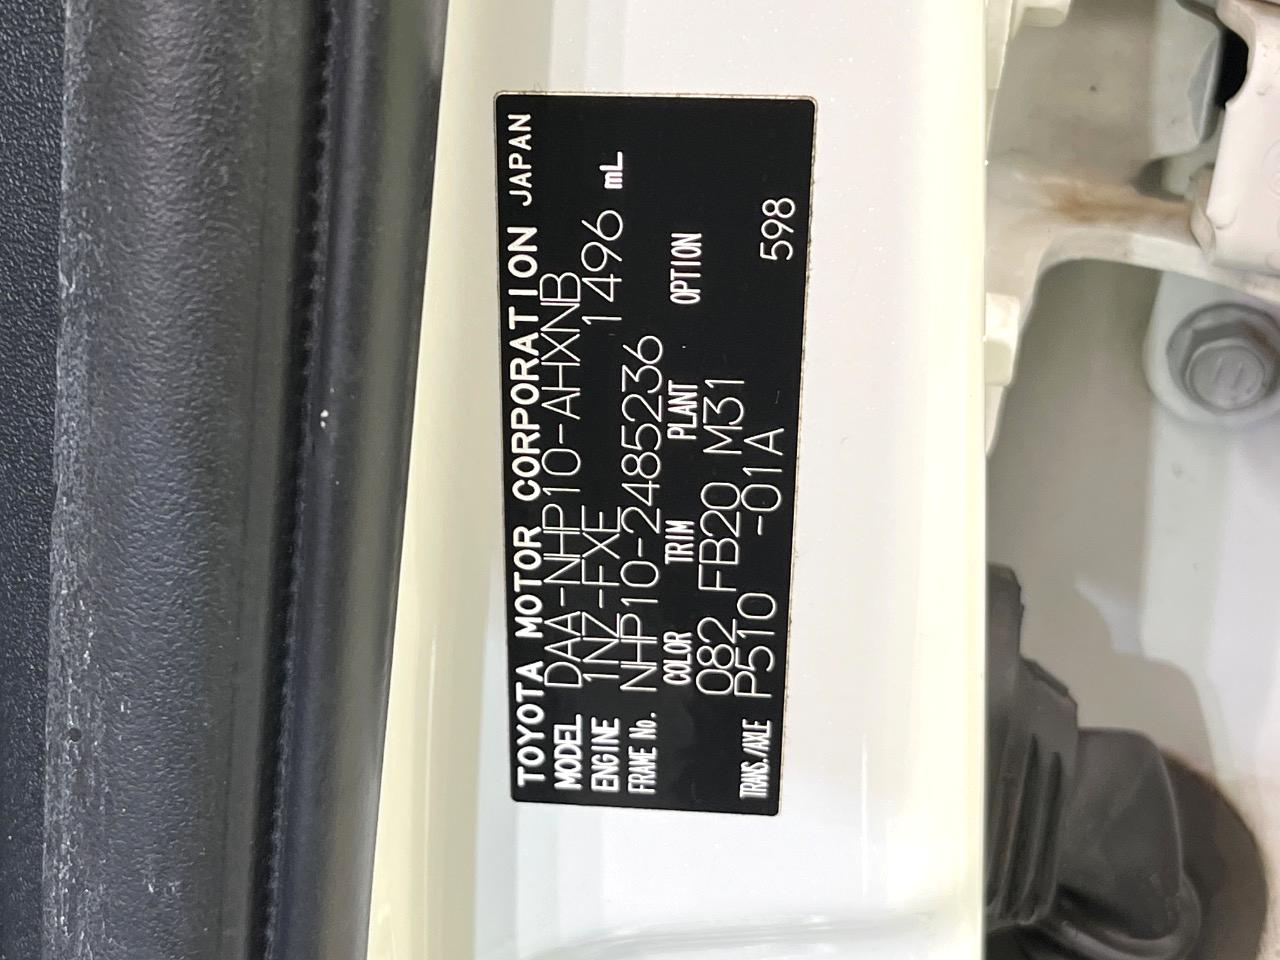 TOYOTA MOTOR CORPORATION JAPAN
MODEL DAA-NHP10-AHXNB
ENGINE 1NZ-FXE 1496 mL
FRAME No. NHP10-2485236
COLOR TRIM PLANT OPTION
082 FB20 M31
TRANS./AXLE P510 -01A 598